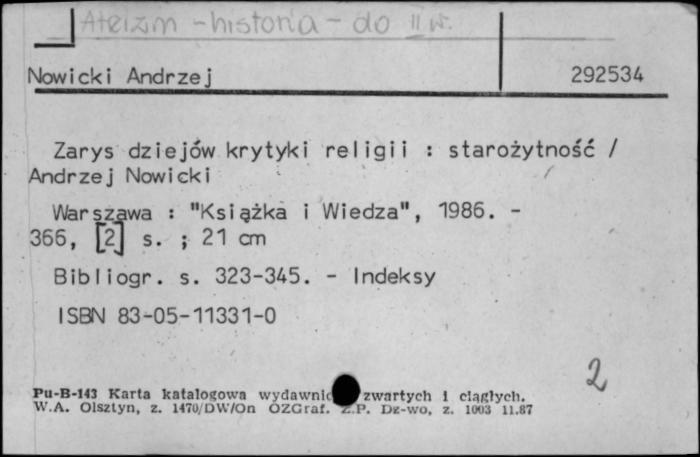 Ateizm - historia - do II w.
Nowicki Andrzej 292534
Zarys dziejów krytyki religii : starożytność /
Andrzej Nowicki
Warszawa : "Książka i Wiedza", 1986. -
366, [2] s. ; 21 cm
Bibliogr. s. 323-345. - Indeksy
ISBN 83-05-11331-0
2
Pu-B-143 Karta katalogowa wydawnic zwartych i ciągłych.
W.A. Olsztyn, z. 1470/DW/On OZGraf. Z.P. Dz-wo, z. 1003 11.87